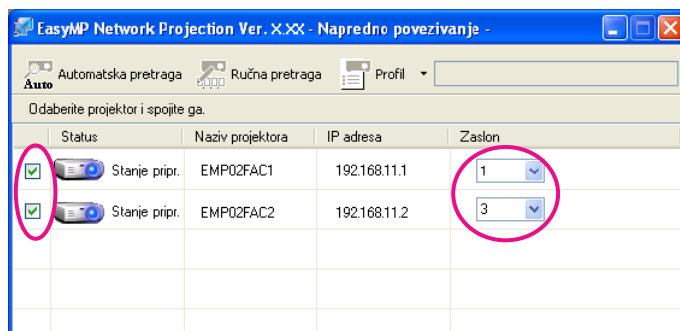 EasyMP Network Projection Ver. X.XX - Napredno povezivanje -
Auto Automatska pretraga Ručna pretraga Profil
Odaberite projektor i spojite ga.
Status Naziv projektora IP adresa Zaslon
Stanje pripr. EMP02FAC1 192.168.11.1 1
Stanje pripr. EMP02FAC2 192.168.11.2 3